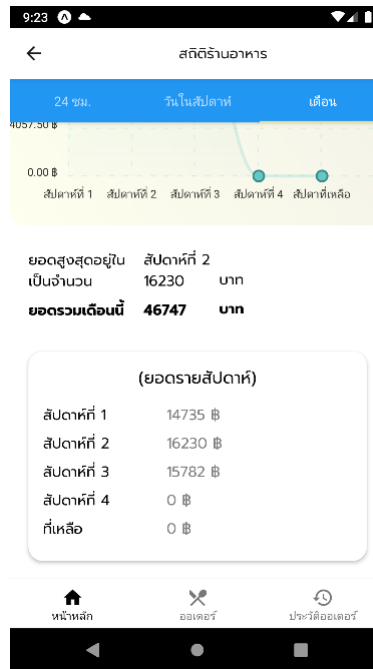 9:23
สถิติร้านอาหาร
24 ชม. วันในสัปดาห์ เดือน
4057.50 ฿
0.00 ฿
สัปดาห์ที่ 1 สัปดาห์ที่ 2 สัปดาห์ที่ 3 สัปดาห์ที่ 4 สัปดาที่เหลือ
ยอดสูงสุดอยู่ใน สัปดาห์ที่ 2
เป็นจำนวน 16230 บาท
ยอดรวมเดือนนี้ 46747 บาท
(ยอดรายสัปดาห์)
สัปดาห์ที่ 1 14735 ฿
สัปดาห์ที่ 2 16230 ฿
สัปดาห์ที่ 3 15782 ฿
สัปดาห์ที่ 4 0 ฿
ที่เหลือ 0 ฿
หน้าหลัก ออเดอร์ ประวัติออเดอร์